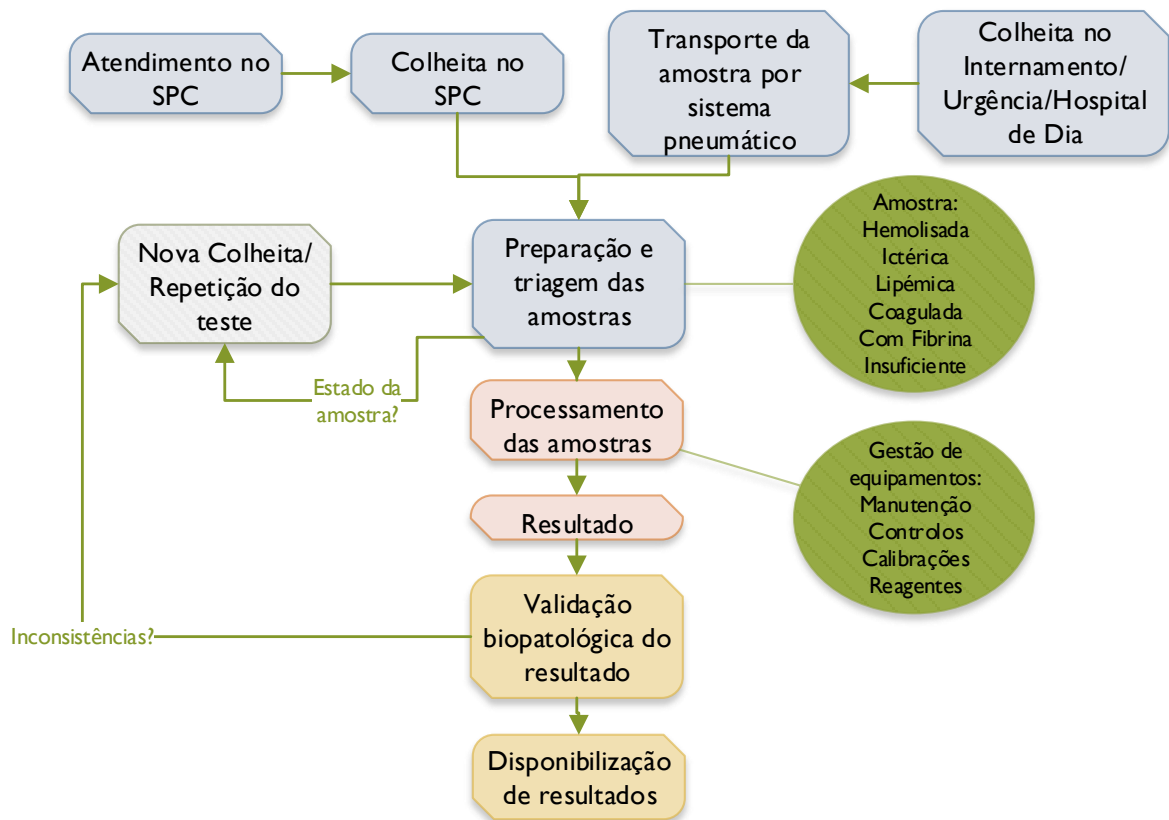 Atendimento no
SPC
Colheita no
SPC
Transporte da
amostra por
sistema
pneumático
Colheita no
Internamento/
Urgência/Hospital
de Dia
Nova Colheita/
Repetição do
teste
Preparação e
triagem das
amostras
Amostra:
Hemolisada
Ictérica
Lipémica
Coagulada
Com Fibrina
Insuficiente
Estado da
amostra?
Processamento
das amostras
Gestão de
equipamentos:
Manutenção
Controlos
Calibrações
Reagentes
Resultado
Validação
biopatológica do
resultado
Inconsistências?
Disponibilização
de resultados